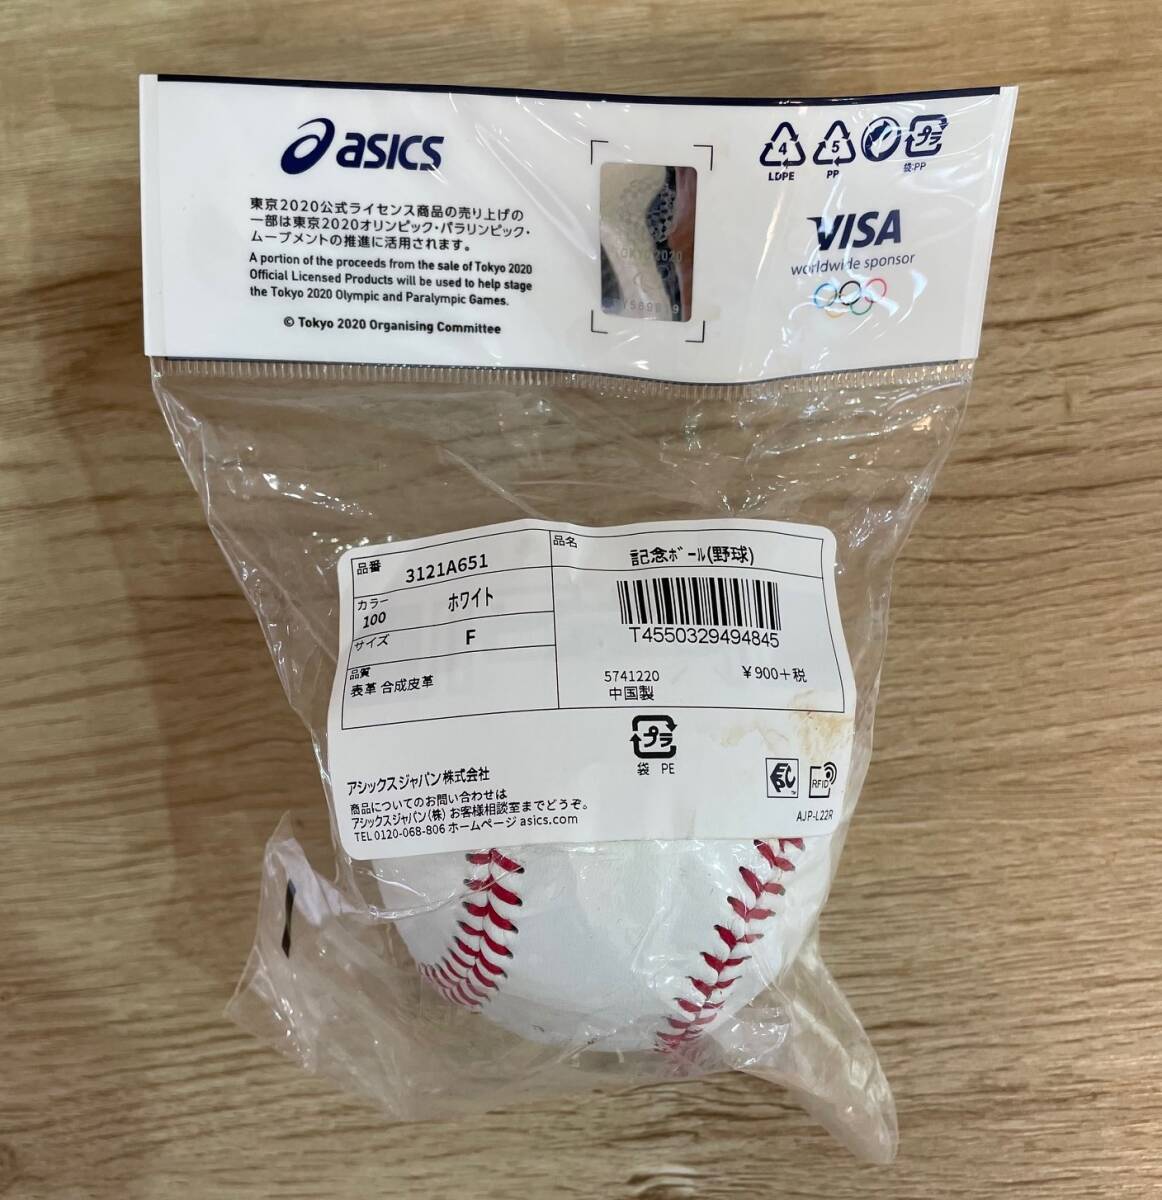 asics
東京2020公式ライセンス商品の売り上げの
一部は東京2020オリンピック・パラリンピック・
ムーブメントの推進に活用されます。
A portion of the proceeds from the sale of Tokyo 2020
Official Licensed Products will be used to help stage
the Tokyo 2020 Olympic and Paralympic Games.
© Tokyo 2020 Organising Committee
TOKYO 2020
4
LDPE
5
PP
プラ
袋:PP
VISA
worldwide sponsor
品番 3121A651
カラー
100 ホワイト
サイズ F
品質
表革 合成皮革
品名 記念ボール(野球)
T4550329494845
5741220 ¥900+税
中国製
プラ
袋 PE
アシックスジャパン株式会社
商品についてのお問い合わせは
アシックスジャパン(株)お客様相談室までどうぞ。
TEL 0120-068-806 ホームページ asics.com
RFID
AJP-L22R